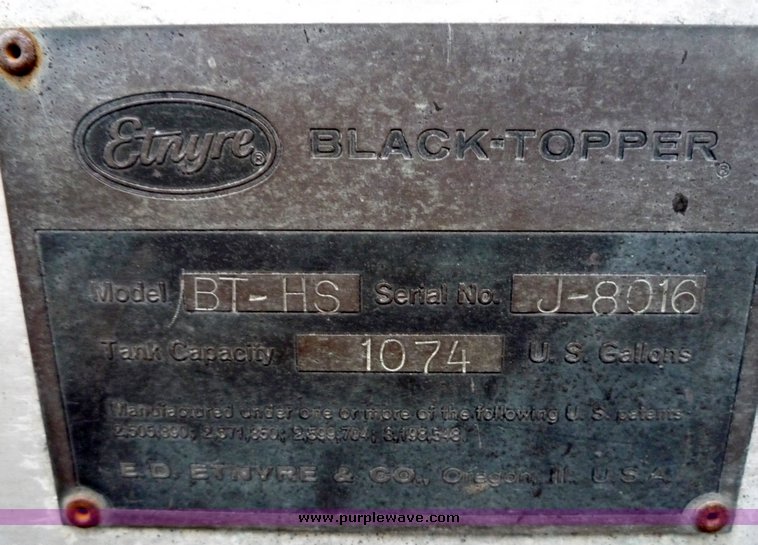 Etnyre® BLACK-TOPPER®
Model BT-HS Serial No. J-8016
Tank Capacity 1074 U. S. Gallons
Manufactured under one or more of the following U. S. patents
E. D. ETNYRE & CO., Oregon, Ill. U.S.A.
www.purplewave.com